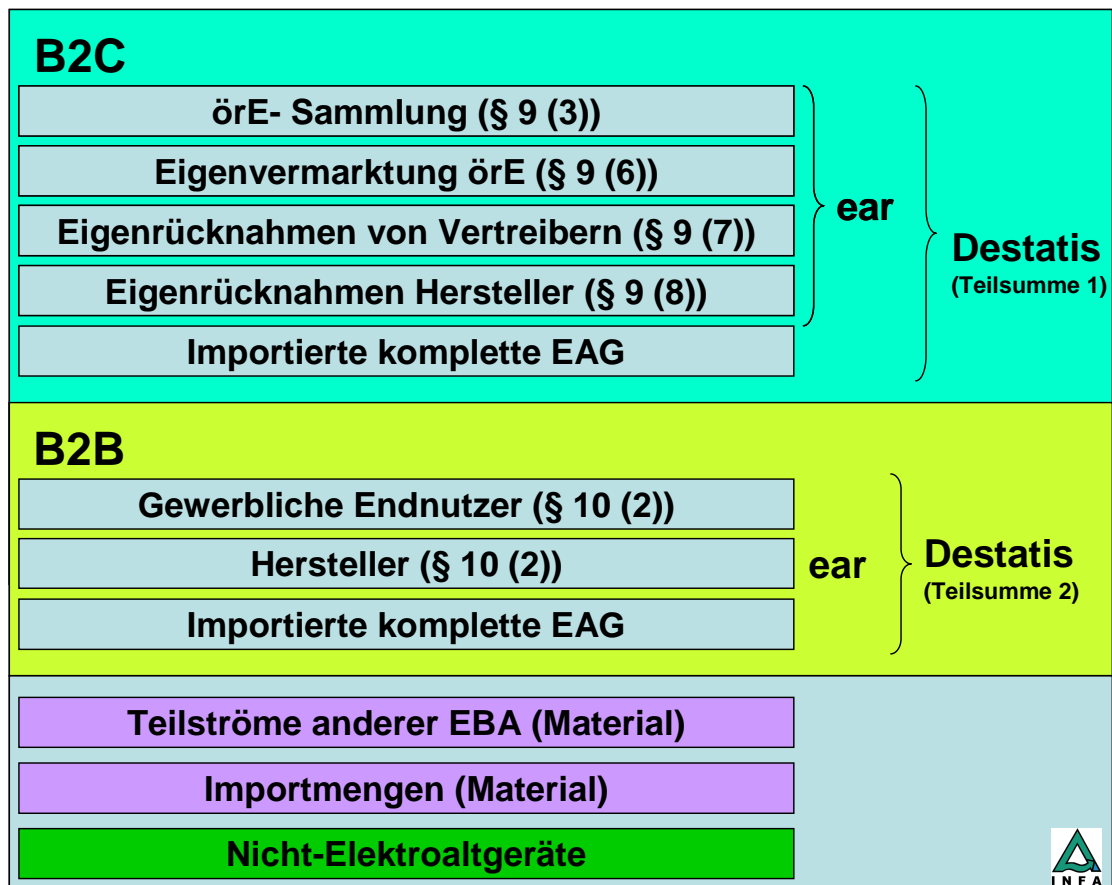 B2C
örE- Sammlung (§ 9 (3))
Eigenvermarktung örE (§ 9 (6))
Eigenrücknahmen von Vertreibern (§ 9 (7))
Eigenrücknahmen Hersteller (§ 9 (8))
Importierte komplette EAG
ear
Destatis
(Teilsumme 1)
B2B
Gewerbliche Endnutzer (§ 10 (2))
Hersteller (§ 10 (2))
Importierte komplette EAG
ear
Destatis
(Teilsumme 2)
Teilströme anderer EBA (Material)
Importmengen (Material)
Nicht-Elektroaltgeräte
INFA